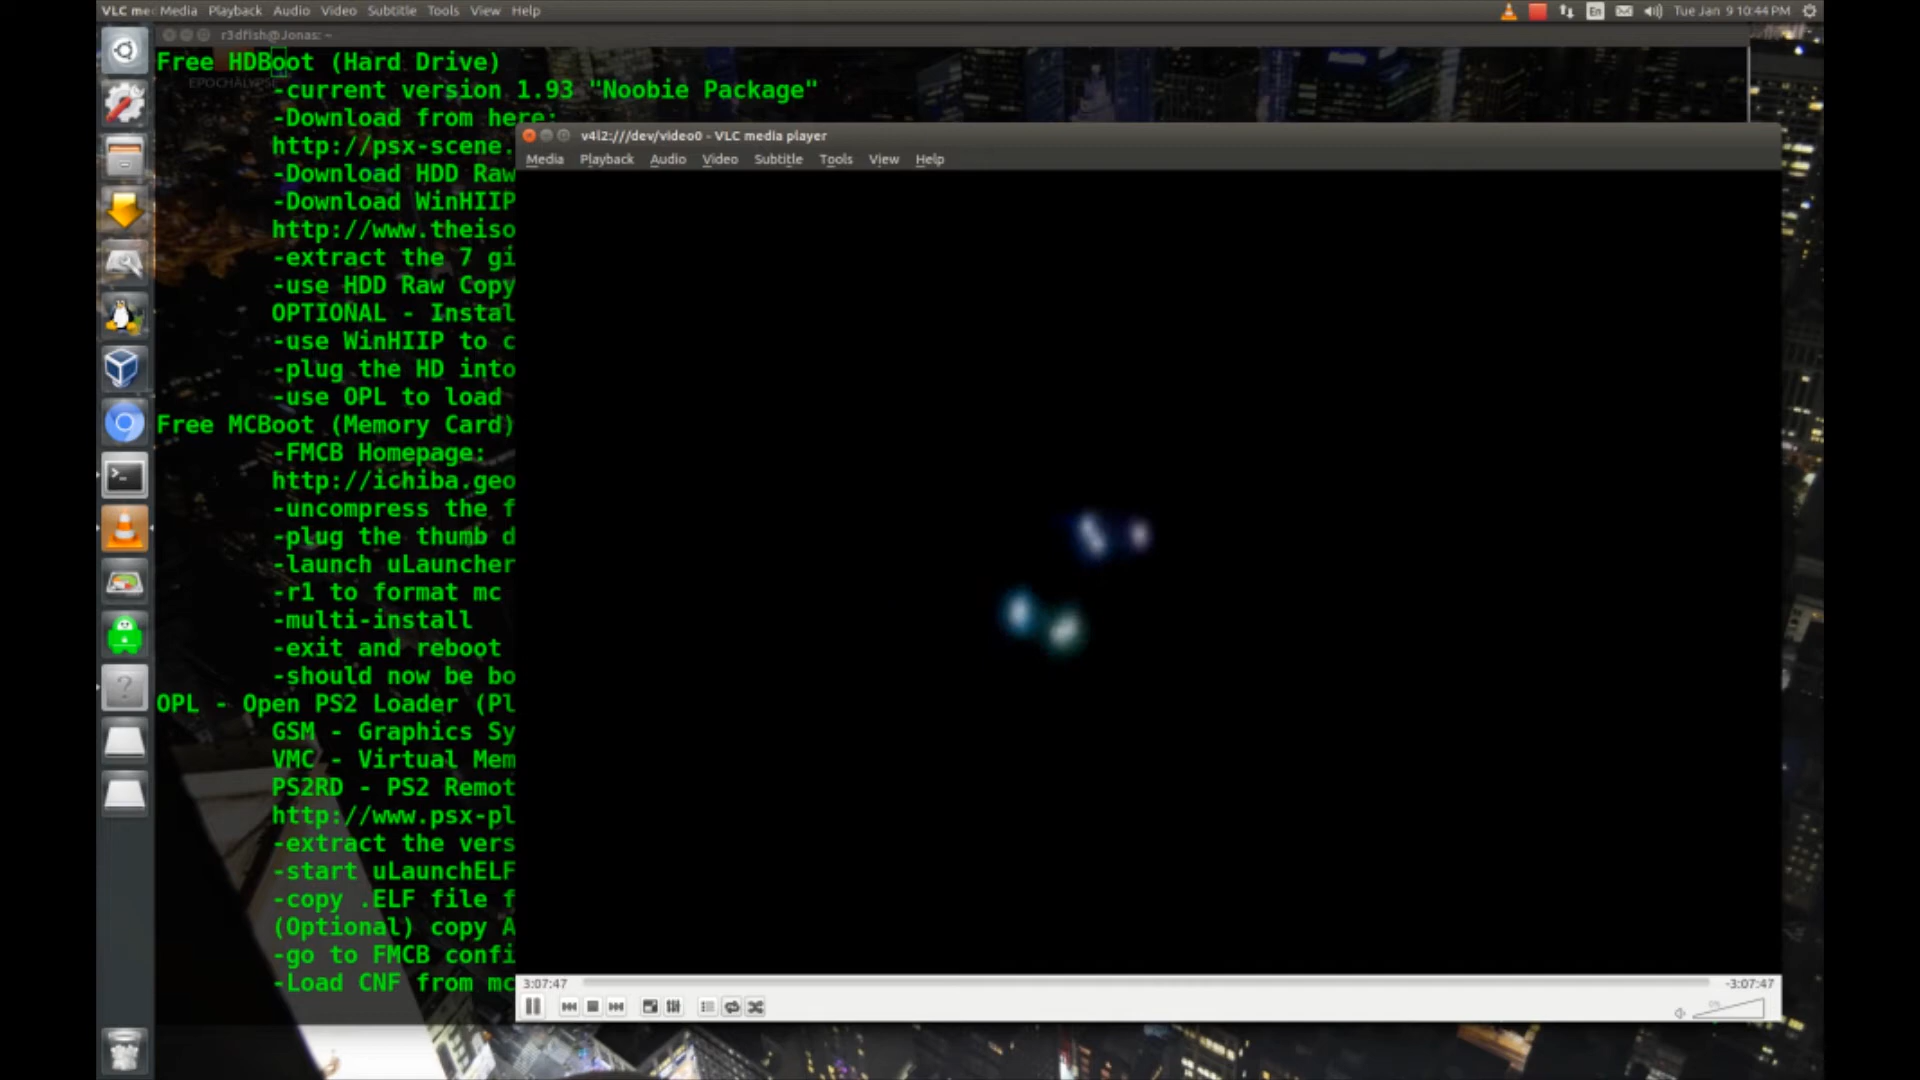 VLC me Media Playback Audio Video Subtitle Tools View Help
En Tue Jan 9 10:44 PM
r3dfish@Jonas: ~
Free HDBoot (Hard Drive)
-current version 1.93 "Noobie Package"
-Download from here:
http://psx-scene.
-Download HDD Raw
-Download WinHIIP
http://www.theiso
-extract the 7 gi
-use HDD Raw Copy
OPTIONAL - Instal
-use WinHIIP to c
-plug the HD into
-use OPL to load
Free MCBoot (Memory Card)
-FMCB Homepage:
http://ichiba.geo
-uncompress the f
-plug the thumb d
-launch uLauncher
-r1 to format mc
-multi-install
-exit and reboot
-should now be bo
OPL - Open PS2 Loader (Pl
GSM - Graphics Sy
VMC - Virtual Mem
PS2RD - PS2 Remot
http://www.psx-pl
-extract the vers
-start uLaunchELF
-copy .ELF file f
(Optional) copy A
-go to FMCB confi
-Load CNF from mc
v4l2:///dev/video0 - VLC media player
Media Playback Audio Video Subtitle Tools View Help
3:07:47
-3:07:47
0%